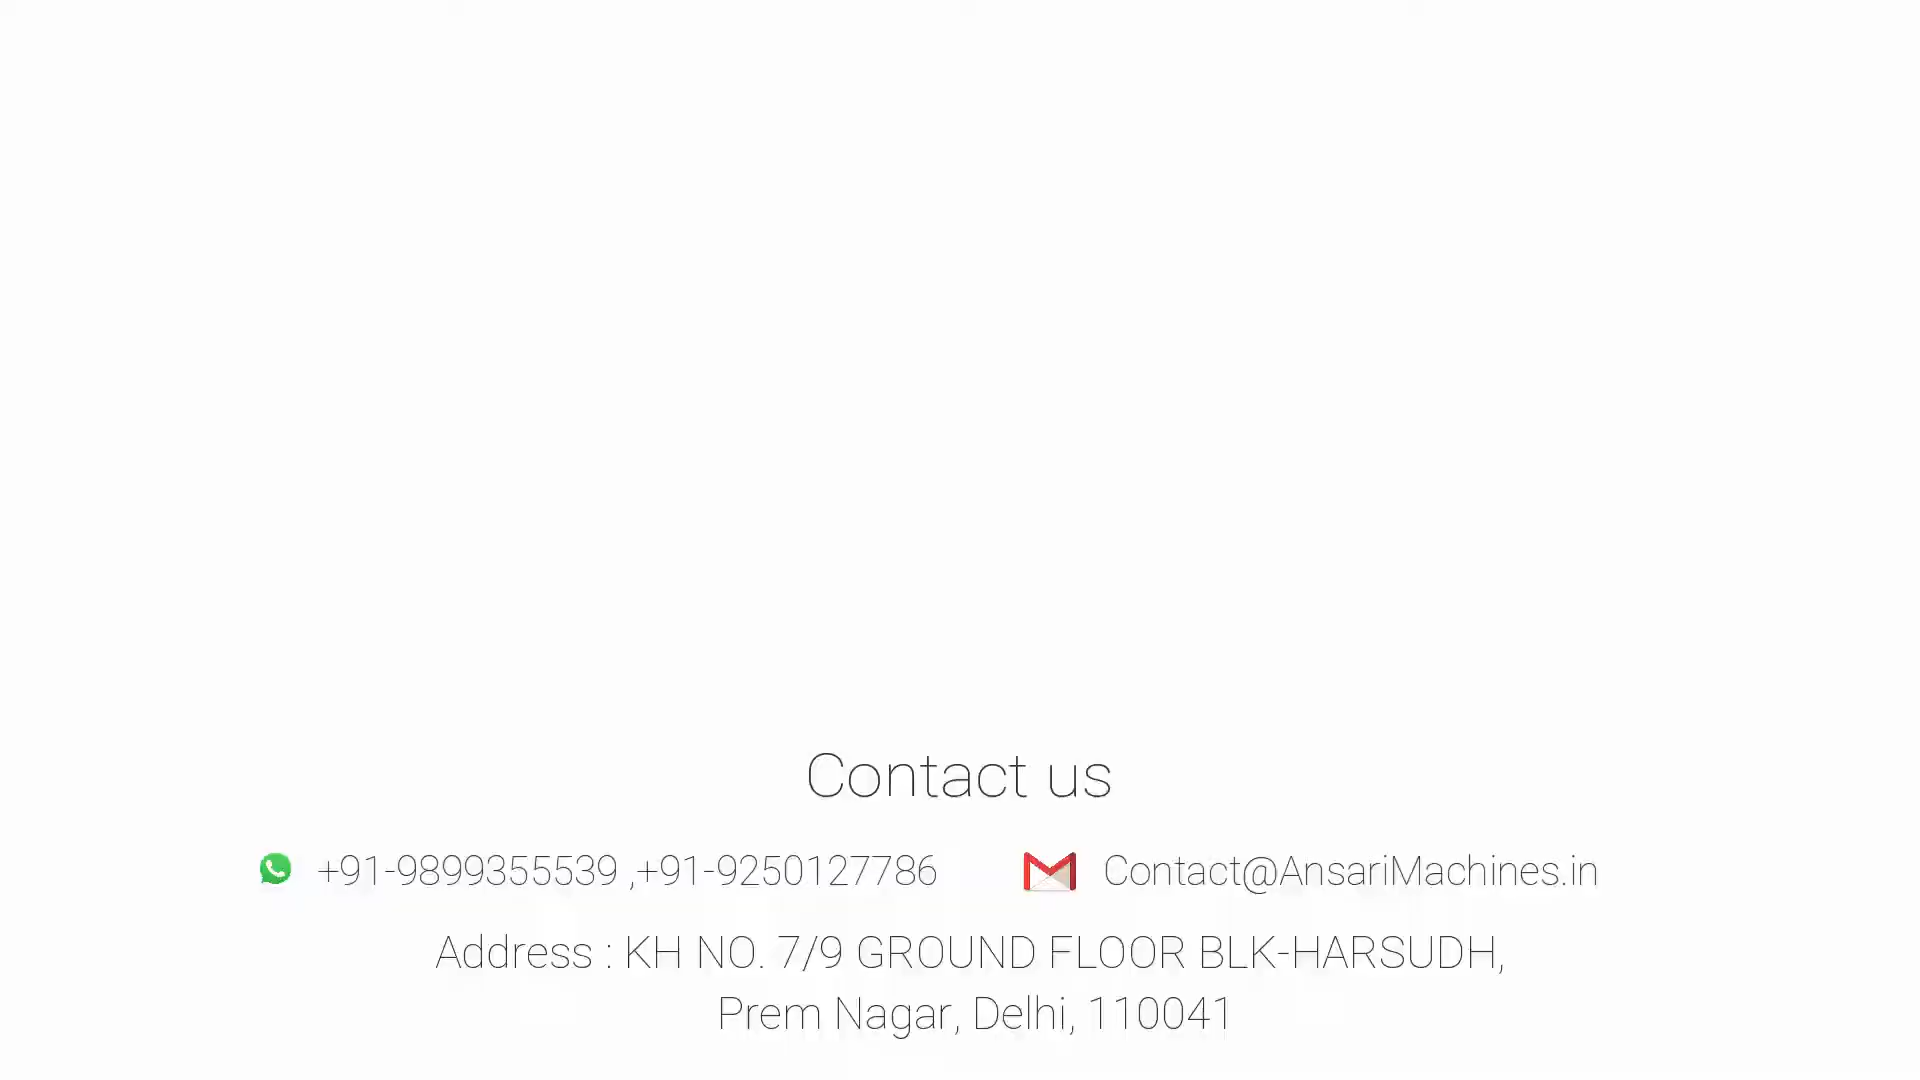 Contact us
+91-9899355539 ,+91-9250127786 Contact@AnsariMachines.in
Address : KH NO. 7/9 GROUND FLOOR BLK-HARSUDH,
Prem Nagar, Delhi, 110041